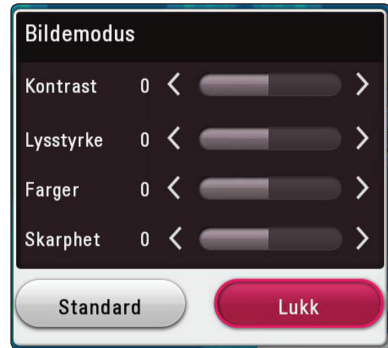 Bildemodus
Kontrast 0
Lysstyrke 0
Farger 0
Skarphet 0
Standard Lukk